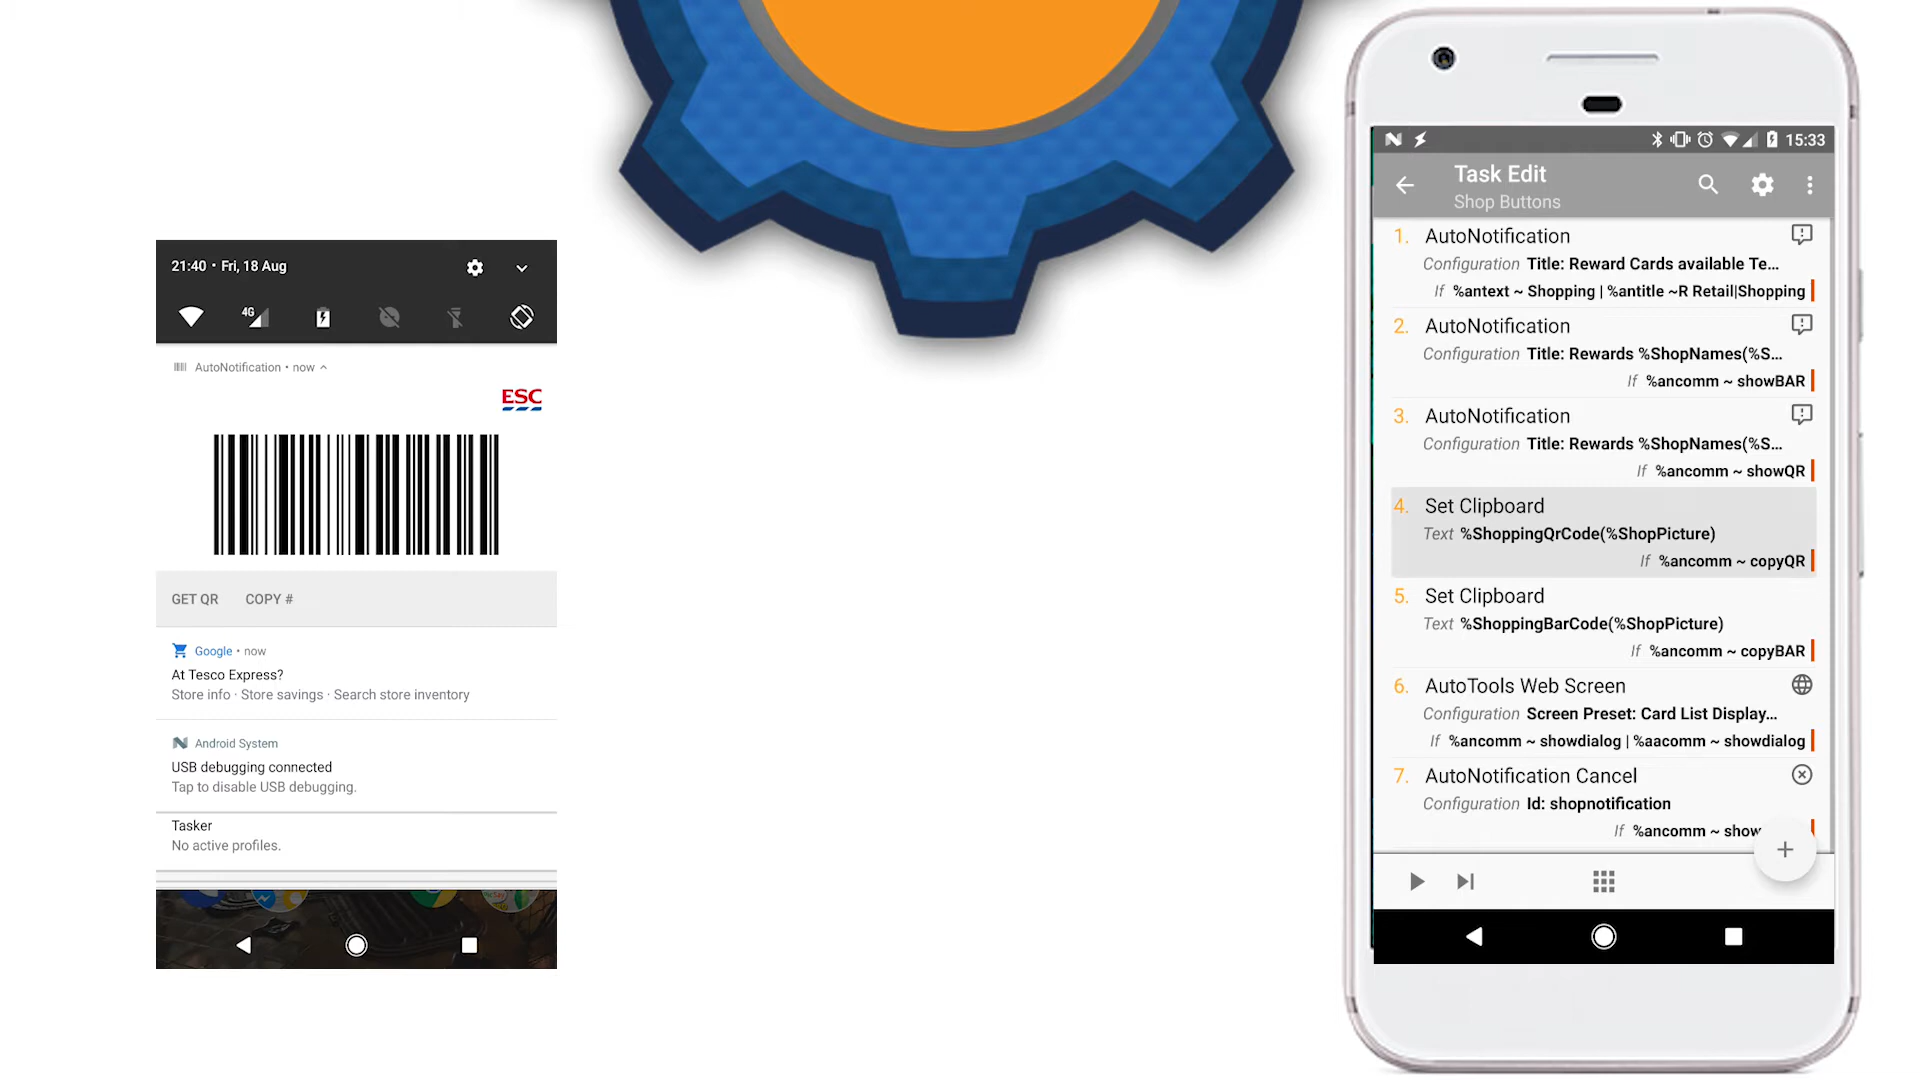 21:40 • Fri, 18 Aug
4G
AutoNotification • now
ESC
GET QR COPY #
Google • now
At Tesco Express?
Store info · Store savings · Search store inventory
Android System
USB debugging connected
Tap to disable USB debugging.
Tasker
No active profiles.
15:33
Task Edit
Shop Buttons
1. AutoNotification
Configuration Title: Reward Cards available Te...
If %antext ~ Shopping | %antitle ~R Retail|Shopping
2. AutoNotification
Configuration Title: Rewards %ShopNames(%S...
If %ancomm ~ showBAR
3. AutoNotification
Configuration Title: Rewards %ShopNames(%S...
If %ancomm ~ showQR
4. Set Clipboard
Text %ShoppingQrCode(%ShopPicture)
If %ancomm ~ copyQR
5. Set Clipboard
Text %ShoppingBarCode(%ShopPicture)
If %ancomm ~ copyBAR
6. AutoTools Web Screen
Configuration Screen Preset: Card List Display...
If %ancomm ~ showdialog | %aacomm ~ showdialog
7. AutoNotification Cancel
Configuration Id: shopnotification
If %ancomm ~ show